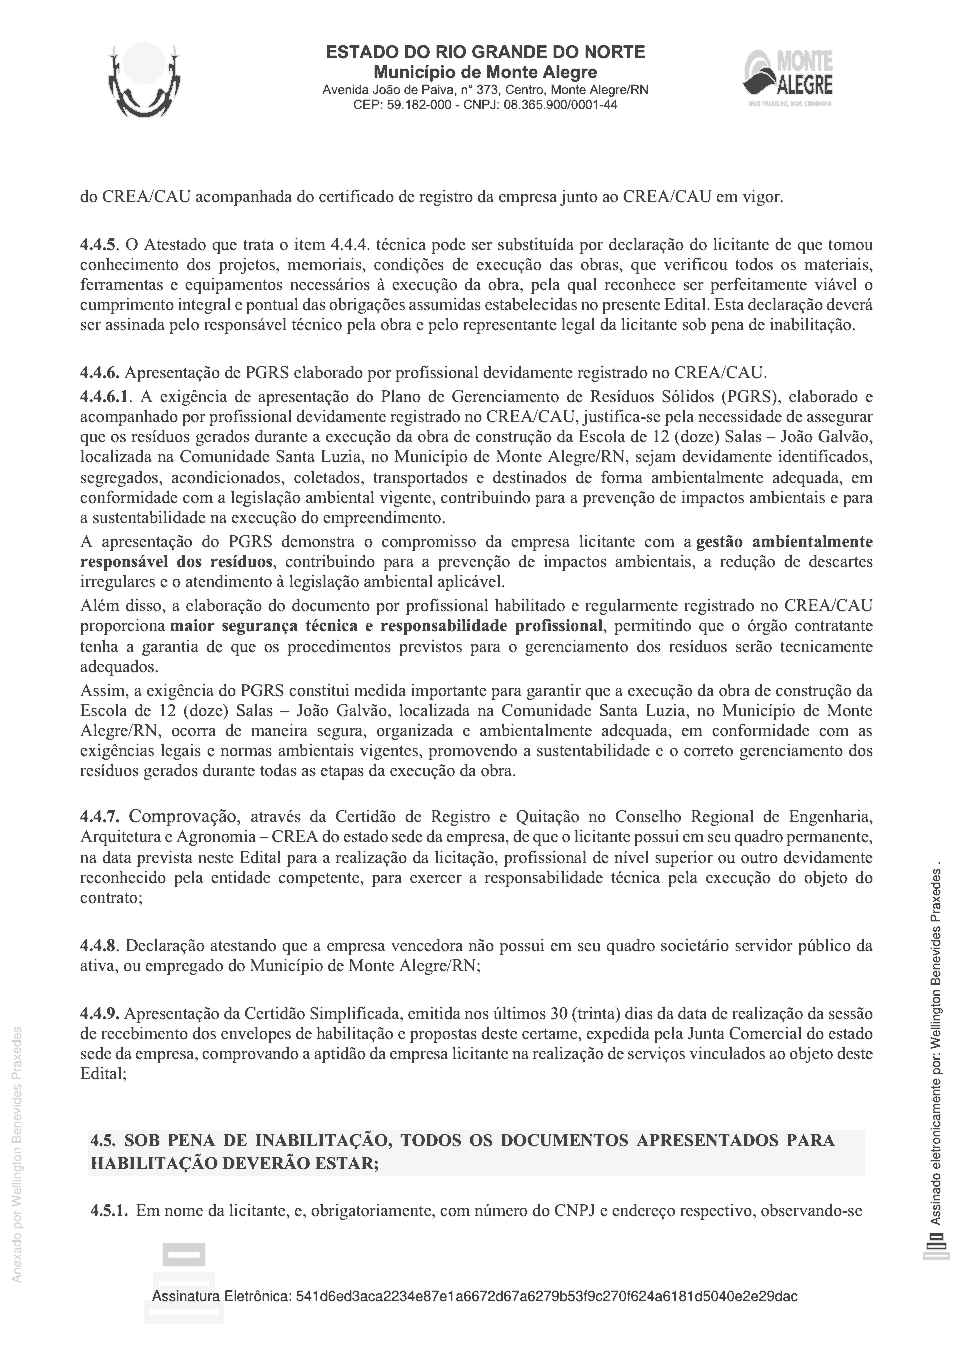 ESTADO DO RIO GRANDE DO NORTE
Município de Monte Alegre
Avenida João de Paiva, n° 373, Centro, Monte Alegre/RN
CEP: 59.182-000 - CNPJ: 08.365.900/0001-44
MONTE
ALEGRE
MAIS TRABALHO, MAIS CIDADANIA
do CREA/CAU acompanhada do certificado de registro da empresa junto ao CREA/CAU em vigor.
4.4.5. O Atestado que trata o item 4.4.4. técnica pode ser substituída por declaração do licitante de que tomou
conhecimento dos projetos, memoriais, condições de execução das obras, que verificou todos os materiais,
ferramentas e equipamentos necessários à execução da obra, pela qual reconhece ser perfeitamente viável o
cumprimento integral e pontual das obrigações assumidas estabelecidas no presente Edital. Esta declaração deverá
ser assinada pelo responsável técnico pela obra e pelo representante legal da licitante sob pena de inabilitação.
4.4.6. Apresentação de PGRS elaborado por profissional devidamente registrado no CREA/CAU.
4.4.6.1. A exigência de apresentação do Plano de Gerenciamento de Resíduos Sólidos (PGRS), elaborado e
acompanhado por profissional devidamente registrado no CREA/CAU, justifica-se pela necessidade de assegurar
que os resíduos gerados durante a execução da obra de construção da Escola de 12 (doze) Salas – João Galvão,
localizada na Comunidade Santa Luzia, no Município de Monte Alegre/RN, sejam devidamente identificados,
segregados, acondicionados, coletados, transportados e destinados de forma ambientalmente adequada, em
conformidade com a legislação ambiental vigente, contribuindo para a prevenção de impactos ambientais e para
a sustentabilidade na execução do empreendimento.
A apresentação do PGRS demonstra o compromisso da empresa licitante com a gestão ambientalmente
responsável dos resíduos, contribuindo para a prevenção de impactos ambientais, a redução de descartes
irregulares e o atendimento à legislação ambiental aplicável.
Além disso, a elaboração do documento por profissional habilitado e regularmente registrado no CREA/CAU
proporciona maior segurança técnica e responsabilidade profissional, permitindo que o órgão contratante
tenha a garantia de que os procedimentos previstos para o gerenciamento dos resíduos serão tecnicamente
adequados.
Assim, a exigência do PGRS constitui medida importante para garantir que a execução da obra de construção da
Escola de 12 (doze) Salas – João Galvão, localizada na Comunidade Santa Luzia, no Município de Monte
Alegre/RN, ocorra de maneira segura, organizada e ambientalmente adequada, em conformidade com as
exigências legais e normas ambientais vigentes, promovendo a sustentabilidade e o correto gerenciamento dos
resíduos gerados durante todas as etapas da execução da obra.
4.4.7. Comprovação, através da Certidão de Registro e Quitação no Conselho Regional de Engenharia,
Arquitetura e Agronomia – CREA do estado sede da empresa, de que o licitante possui em seu quadro permanente,
na data prevista neste Edital para a realização da licitação, profissional de nível superior ou outro devidamente
reconhecido pela entidade competente, para exercer a responsabilidade técnica pela execução do objeto do
contrato;
4.4.8. Declaração atestando que a empresa vencedora não possui em seu quadro societário servidor público da
ativa, ou empregado do Município de Monte Alegre/RN;
4.4.9. Apresentação da Certidão Simplificada, emitida nos últimos 30 (trinta) dias da data de realização da sessão
de recebimento dos envelopes de habilitação e propostas deste certame, expedida pela Junta Comercial do estado
sede da empresa, comprovando a aptidão da empresa licitante na realização de serviços vinculados ao objeto deste
Edital;
4.5. SOB PENA DE INABILITAÇÃO, TODOS OS DOCUMENTOS APRESENTADOS PARA
HABILITAÇÃO DEVERÃO ESTAR;
4.5.1. Em nome da licitante, e, obrigatoriamente, com número do CNPJ e endereço respectivo, observando-se
Assinatura Eletrônica: 541d6ed3aca2234e87e1a6672d67a6279b53f9c270f624a6181d5040e2e29dac
Anexado por Wellington Benevides Praxedes
Assinado eletronicamente por: Wellington Benevides Praxedes .